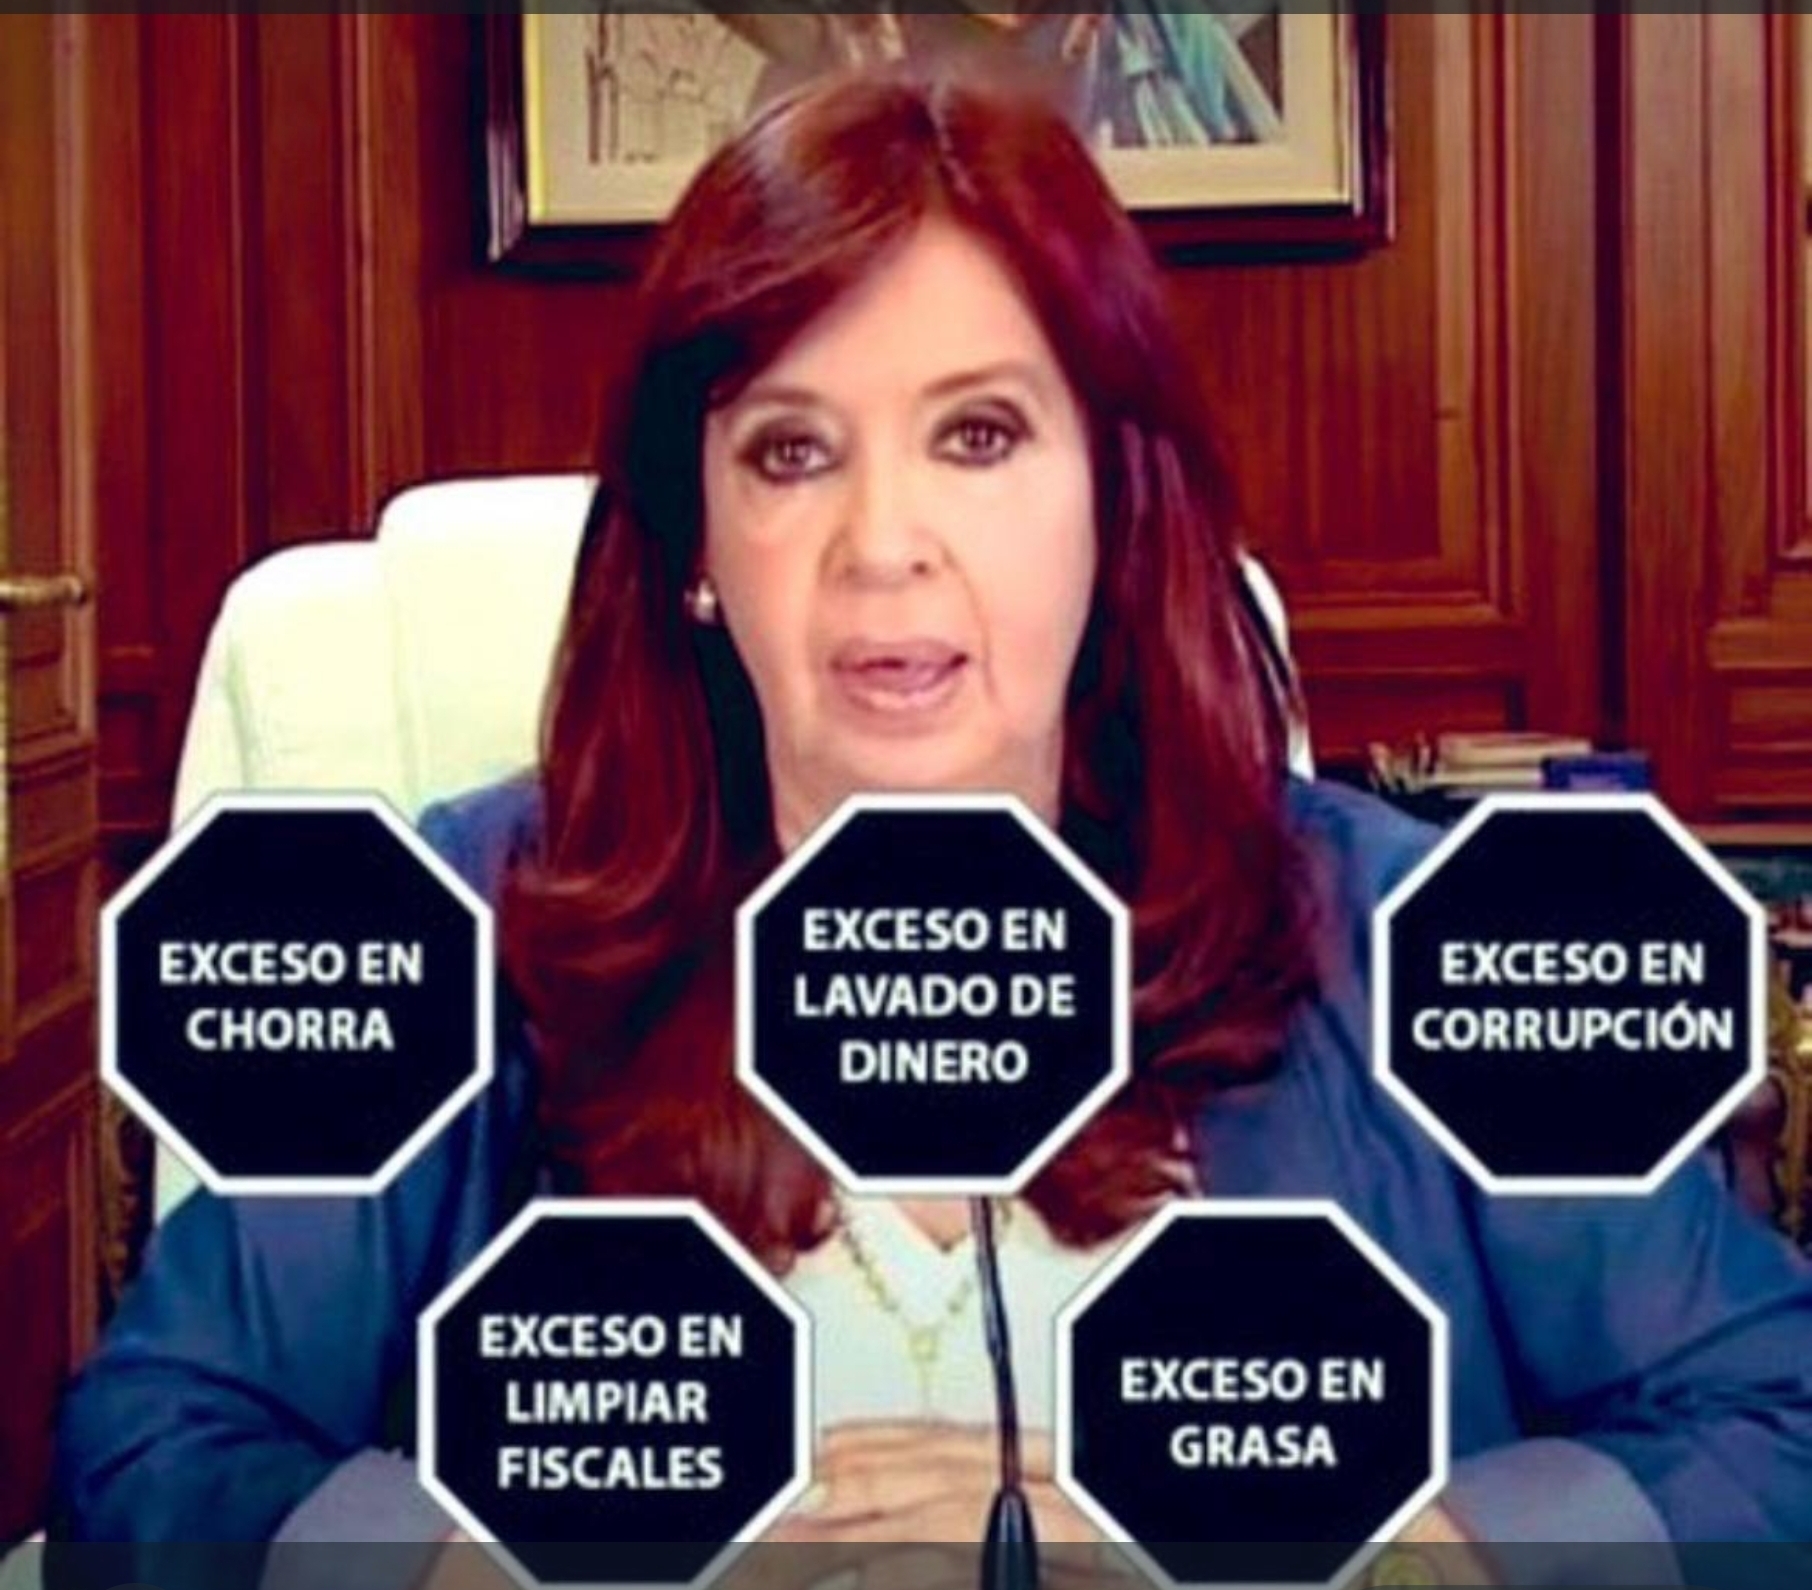 EXCESO EN
CHORRA
EXCESO EN
LAVADO DE
DINERO
EXCESO EN
CORRUPCIÓN
EXCESO EN
LIMPIAR
FISCALES
EXCESO EN
GRASA